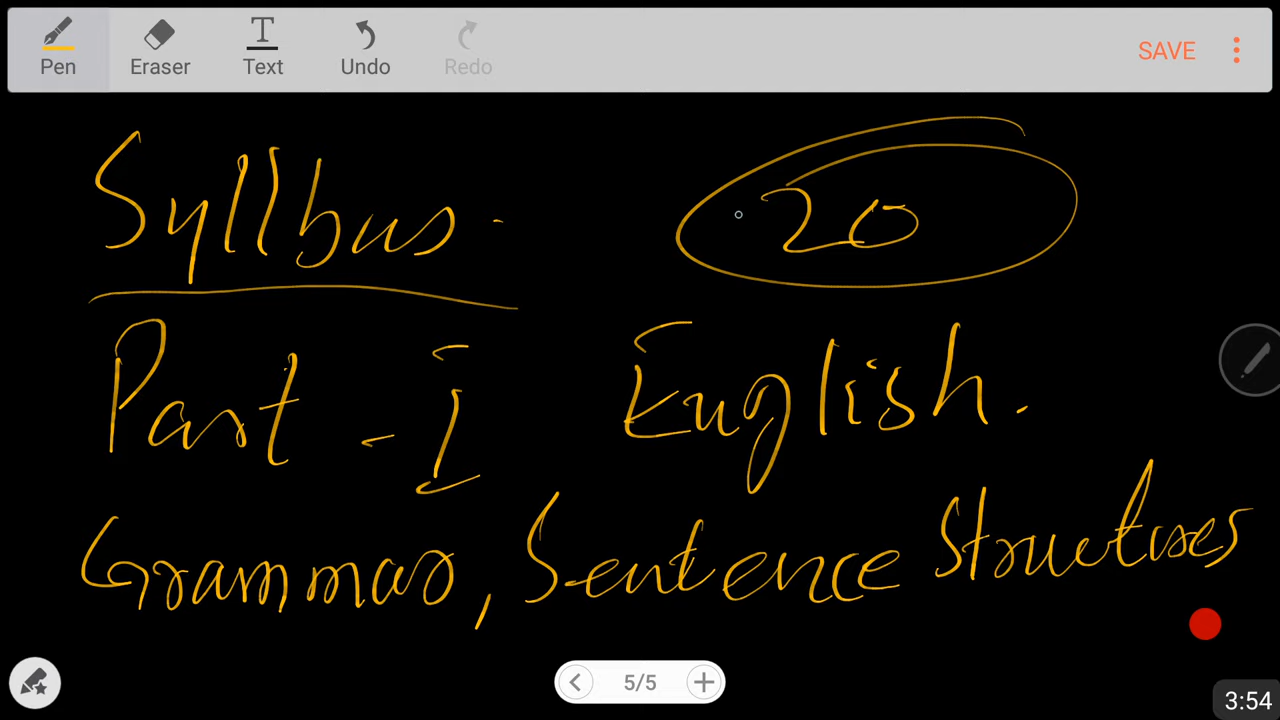 Pen Eraser Text Undo Redo SAVE
Syllbus. 20
Part - I English.
Grammar, Sentence Structures
5/5
3:54